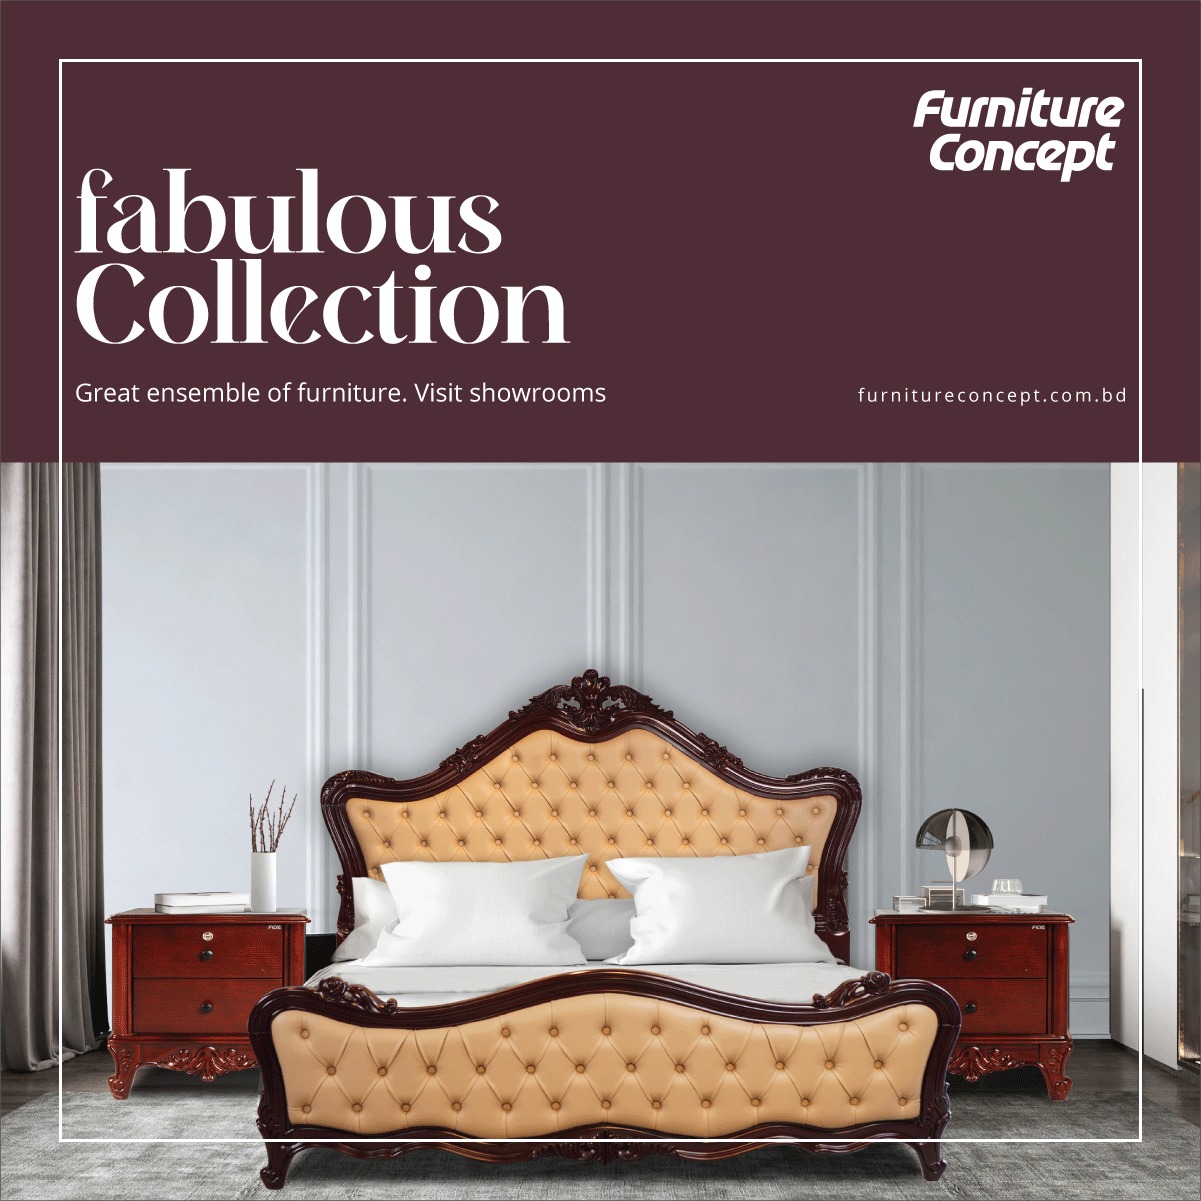 Furniture
Concept
fabulous
Collection
Great ensemble of furniture. Visit showrooms
furnitureconcept.com.bd